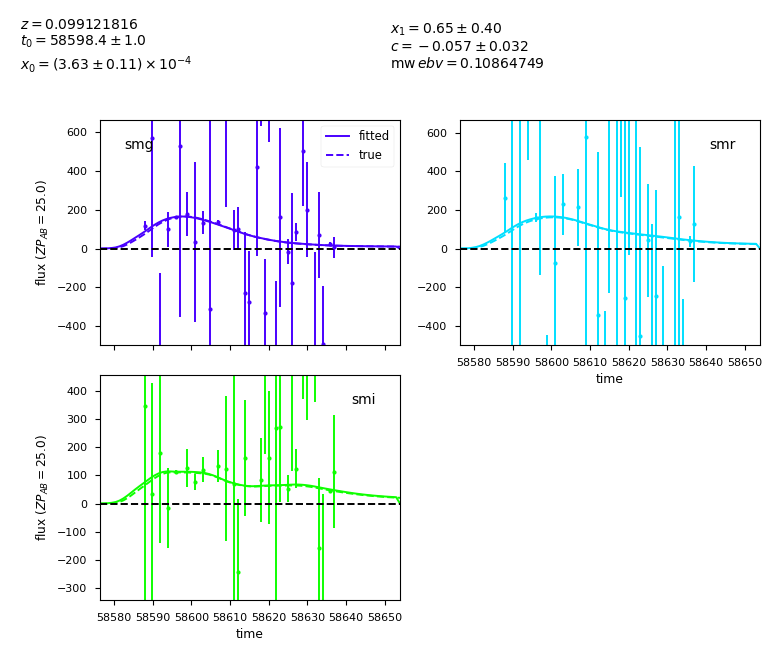 z = 0.099121816
t₀ = 58598.4 ± 1.0
x₀ = (3.63 ± 0.11) × 10⁻⁴
x₁ = 0.65 ± 0.40
c = −0.057 ± 0.032
mwebv = 0.10864749
smg
fitted
true
600
400
200
0
−200
−400
flux (ZP_AB = 25.0)
smr
600
400
200
0
−200
−400
58580 58590 58600 58610 58620 58630 58640 58650
time
smi
400
300
200
100
0
−100
−200
−300
flux (ZP_AB = 25.0)
58580 58590 58600 58610 58620 58630 58640 58650
time